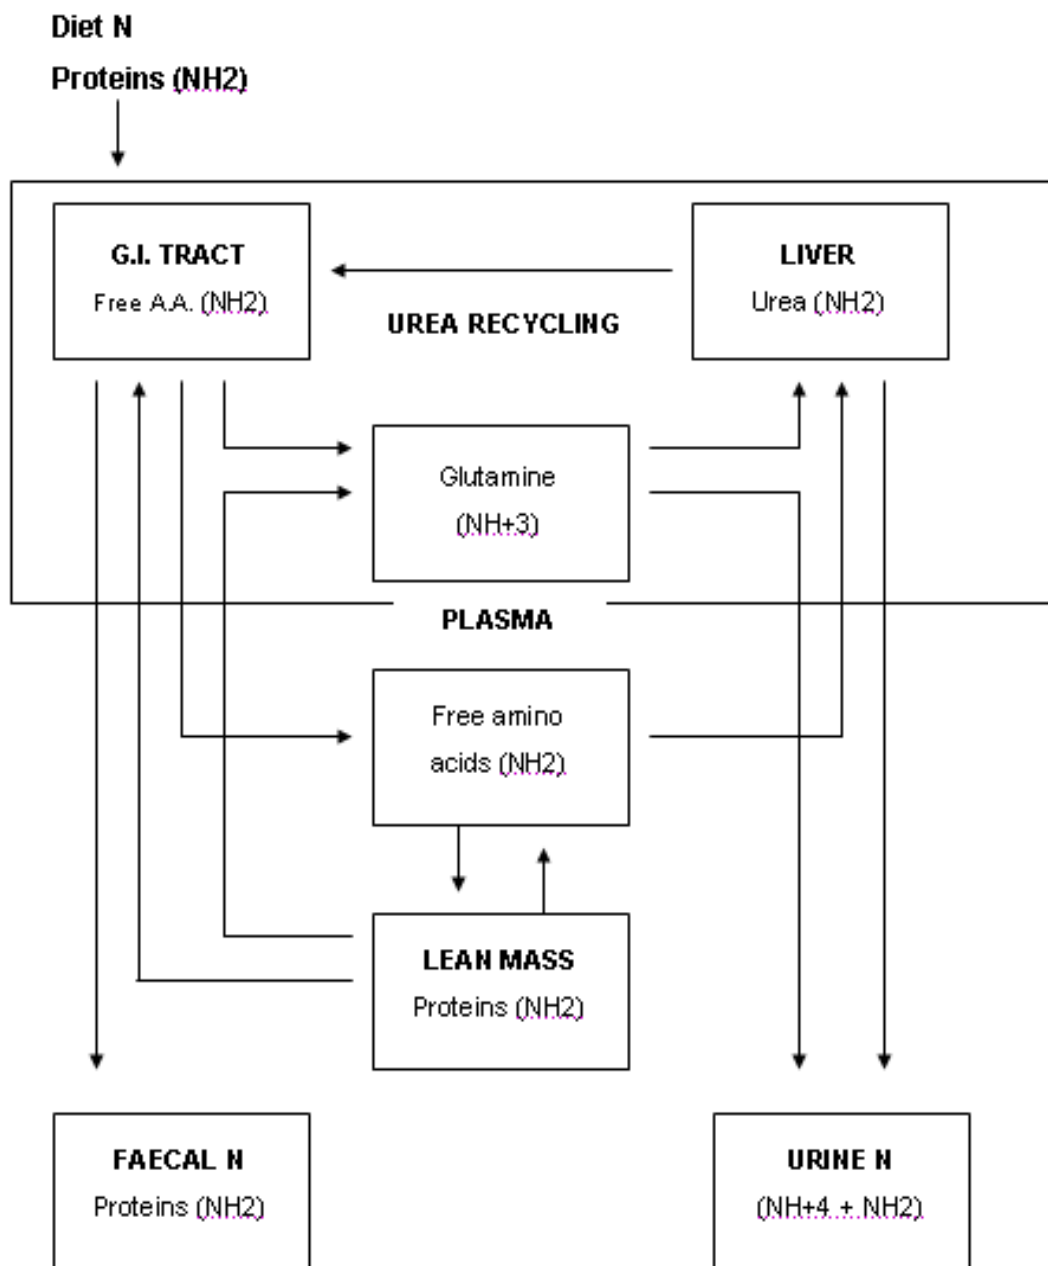 Diet N
Proteins (NH2)
G.I. TRACT
Free A.A. (NH2)
LIVER
Urea (NH2)
UREA RECYCLING
Glutamine
(NH+3)
PLASMA
Free amino
acids (NH2)
LEAN MASS
Proteins (NH2)
FAECAL N
Proteins (NH2)
URINE N
(NH+4 + NH2)